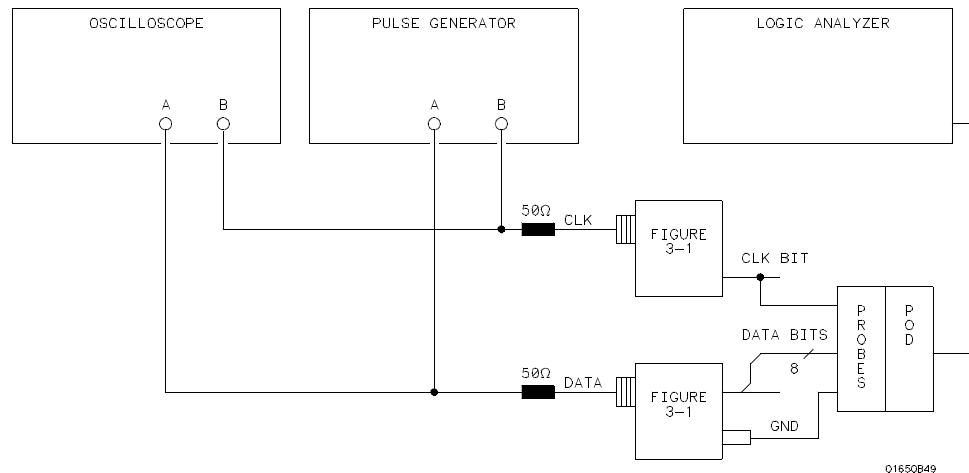 OSCILLOSCOPE
PULSE GENERATOR
LOGIC ANALYZER
A
B
A
B
50Ω
CLK
FIGURE
3-1
CLK BIT
PROBES
POD
DATA BITS
8
50Ω
DATA
FIGURE
3-1
GND
01650B49